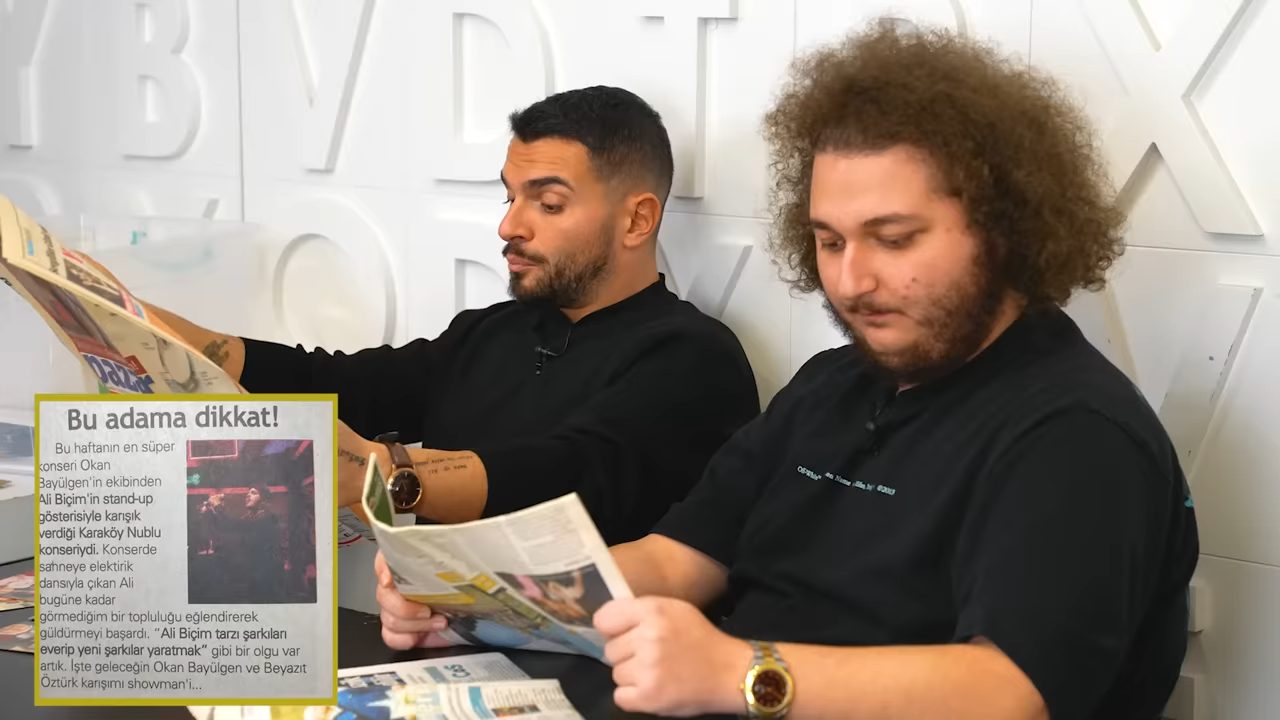 Y B V D T X
O D Y
pazar
Bu adama dikkat!
Bu haftanın en süper
konseri Okan
Bayülgen'in ekibinden
Ali Biçim'in stand-up
gösterisiyle karışık
verdiği Karaköy Nublu
konseriydi. Konserde
sahneye elektirik
dansıyla çıkan Ali
bugüne kadar
görmediğim bir topluluğu eğlendirerek
güldürmeyi başardı. "Ali Biçim tarzı şarkıları
everip yeni şarkılar yaratmak" gibi bir olgu var
artık. İşte geleceğin Okan Bayülgen ve Beyazıt
Öztürk karışımı showman'i...